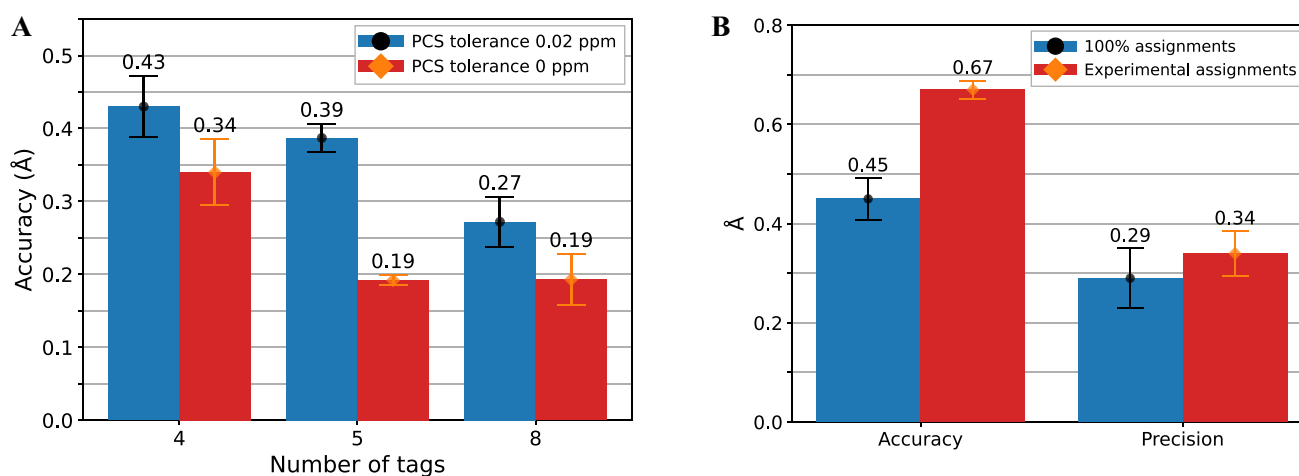 A
PCS tolerance 0.02 ppm
PCS tolerance 0 ppm
0.43
0.34
0.39
0.19
0.27
0.19
0.5
0.4
0.3
0.2
0.1
0.0
Accuracy (Å)
4
5
8
Number of tags
B
100% assignments
Experimental assignments
0.45
0.67
0.29
0.34
0.8
0.6
0.4
0.2
0.0
Å
Accuracy
Precision